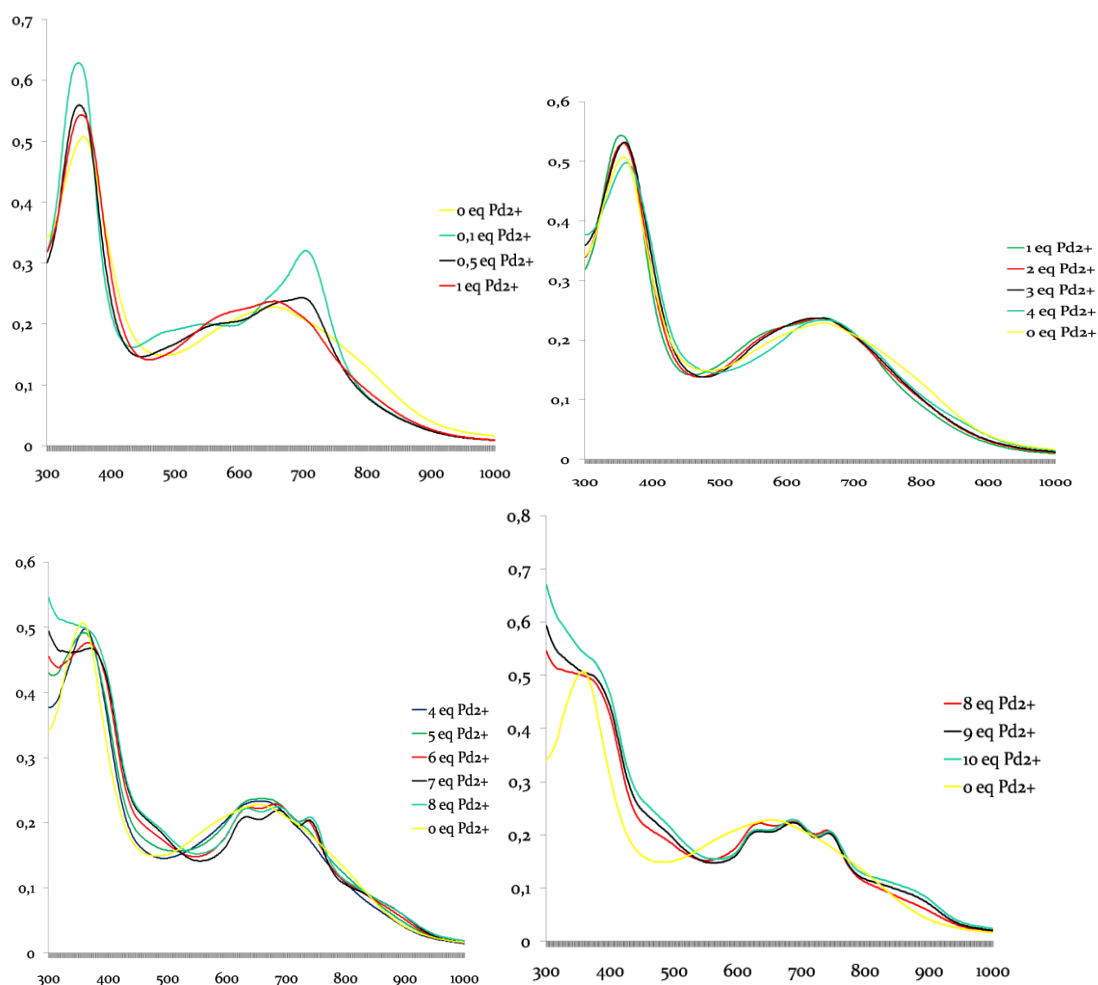 0,7
0,6
0,5
0,4
0,3
0,2
0,1
0
300 400 500 600 700 800 900 1000
0 eq Pd2+
0,1 eq Pd2+
0,5 eq Pd2+
1 eq Pd2+
0,6
0,5
0,4
0,3
0,2
0,1
0
300 400 500 600 700 800 900 1000
1 eq Pd2+
2 eq Pd2+
3 eq Pd2+
4 eq Pd2+
0 eq Pd2+
0,6
0,5
0,4
0,3
0,2
0,1
0
300 400 500 600 700 800 900 1000
4 eq Pd2+
5 eq Pd2+
6 eq Pd2+
7 eq Pd2+
8 eq Pd2+
0 eq Pd2+
0,8
0,7
0,6
0,5
0,4
0,3
0,2
0,1
0
300 400 500 600 700 800 900 1000
8 eq Pd2+
9 eq Pd2+
10 eq Pd2+
0 eq Pd2+